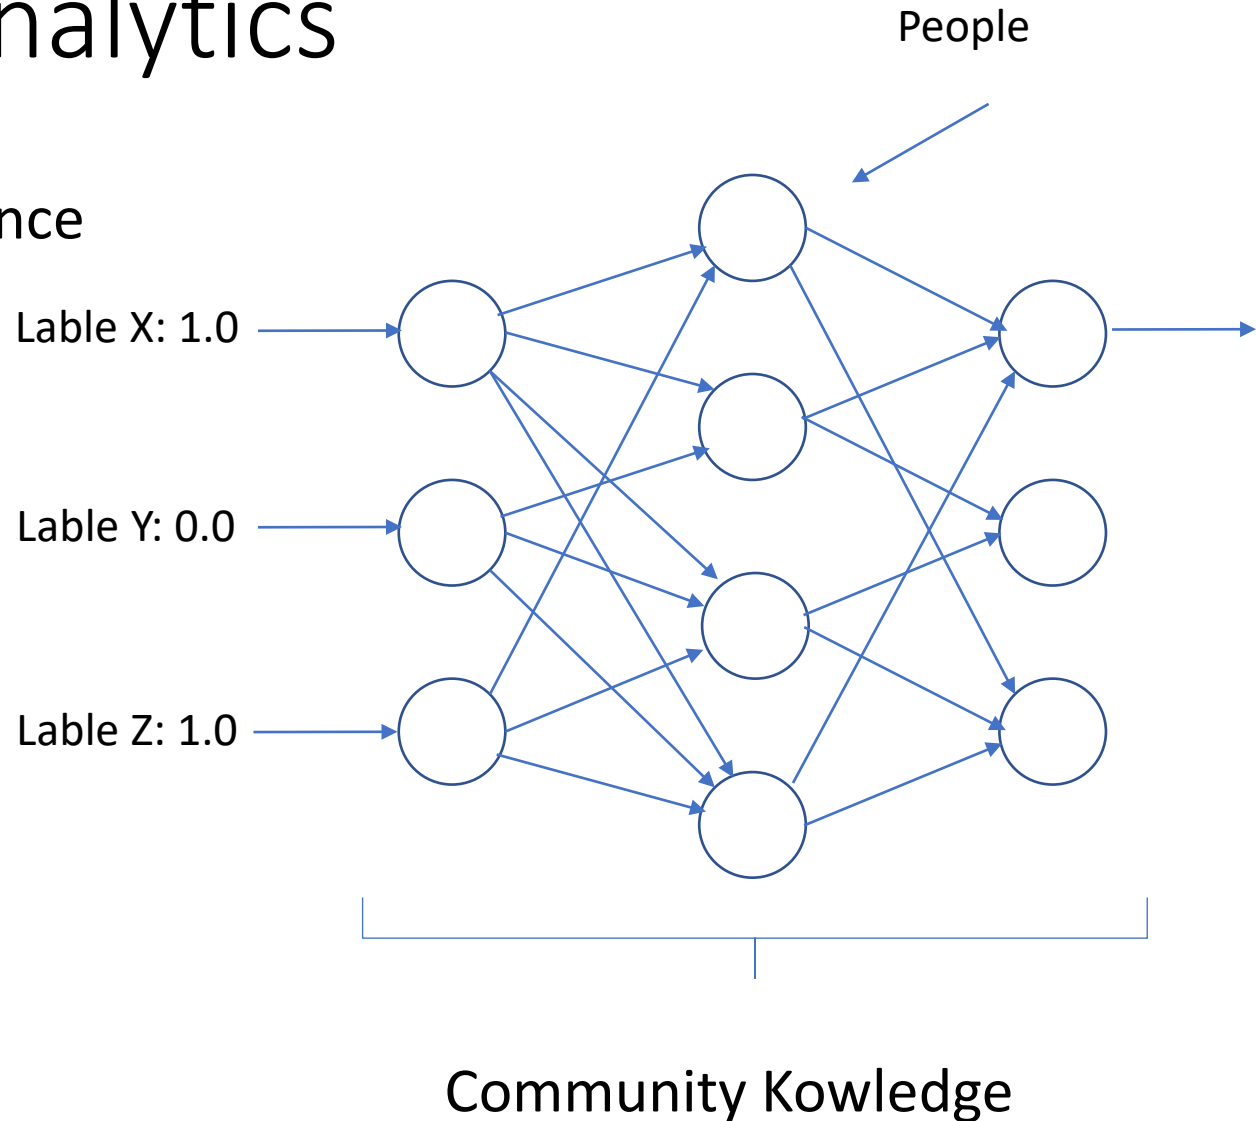 nalytics
People
nce
Lable X: 1.0
Lable Y: 0.0
Lable Z: 1.0
Community Kowledge